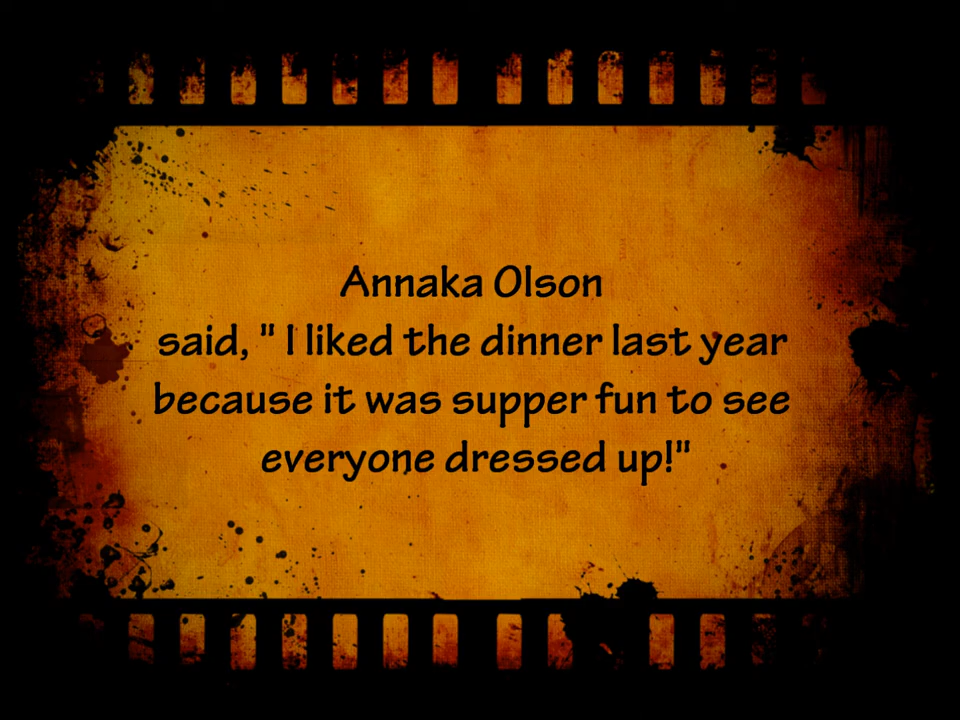 Annaka Olson
said, " I liked the dinner last year
because it was supper fun to see
everyone dressed up!"